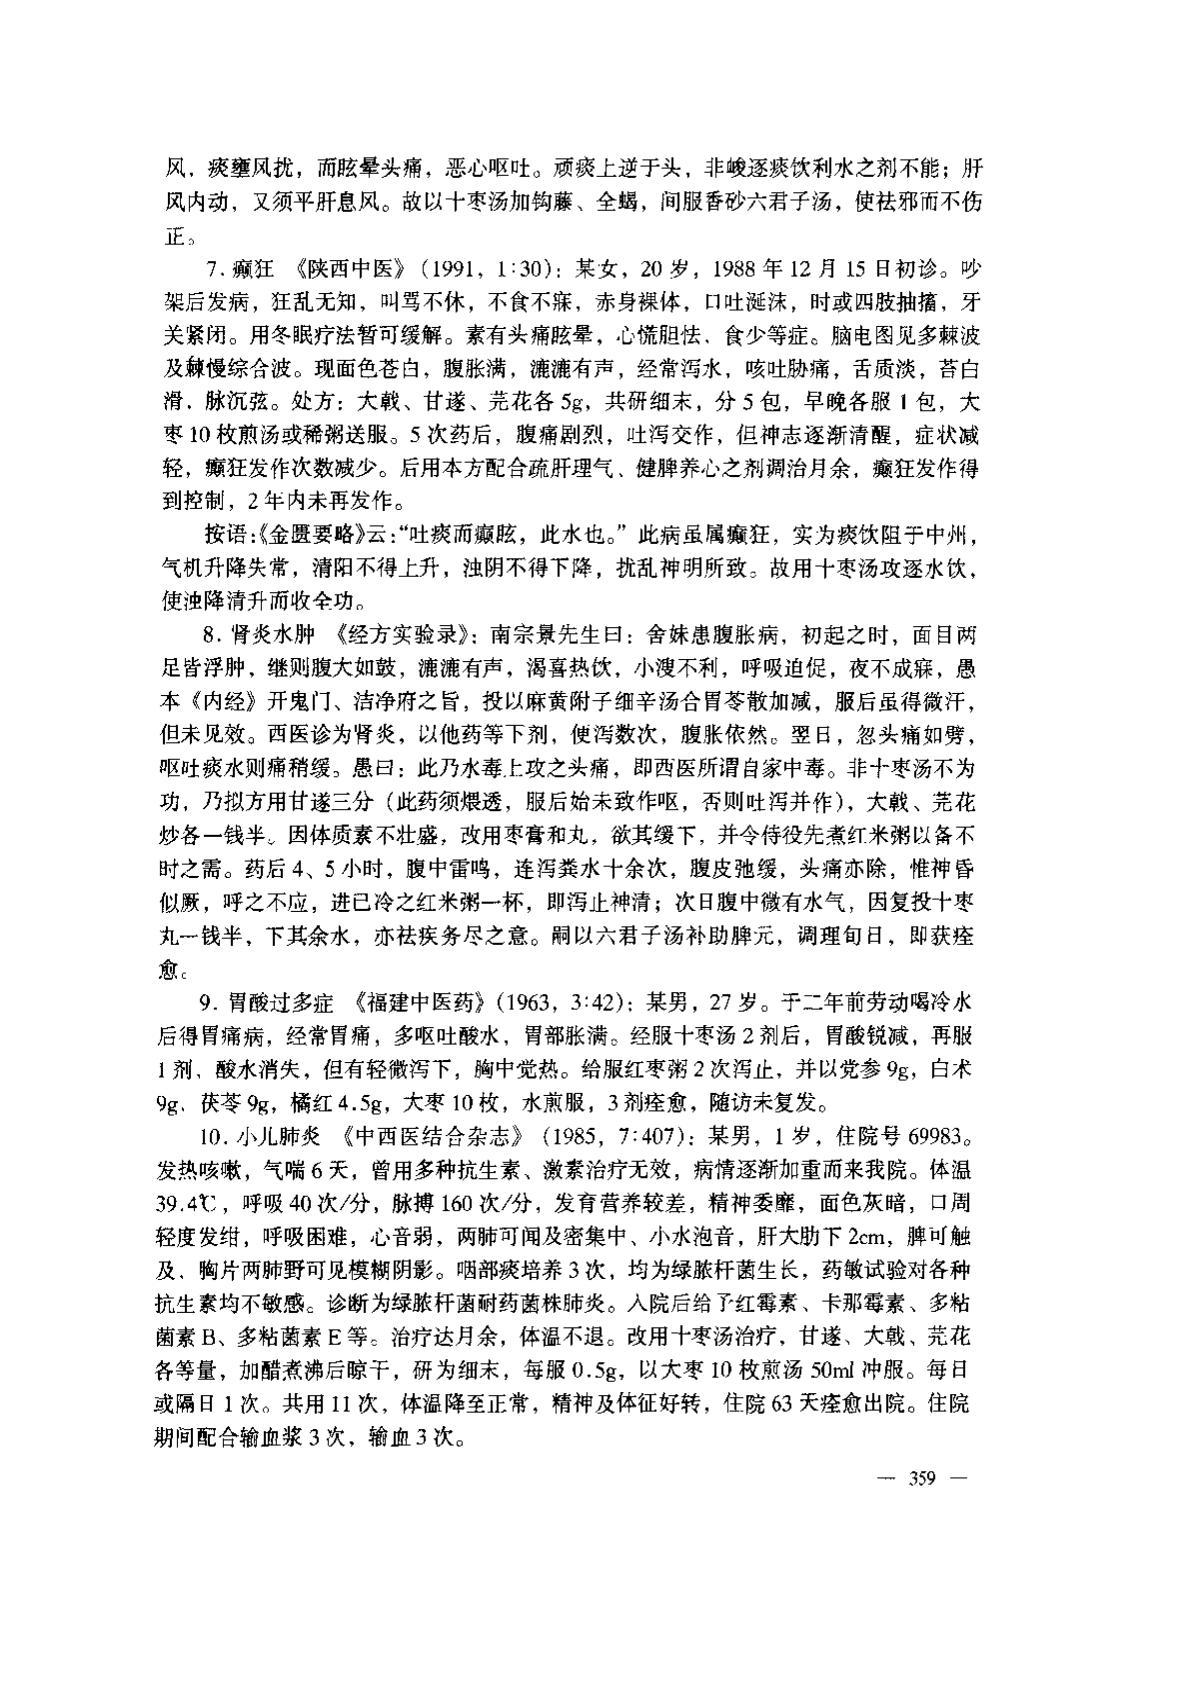 风，痰壅风扰，而眩晕头痛，恶心呕吐。顽痰上逆于头，非峻逐痰饮利水之剂不能；肝
风内动，又须平肝息风。故以十枣汤加钩藤、全蝎，间服香砂六君子汤，使祛邪而不伤
正。
7. 癫狂 《陕西中医》（1991，1∶30）：某女，20 岁，1988 年 12 月 15 日初诊。吵
架后发病，狂乱无知，叫骂不休，不食不寐，赤身裸体，口吐涎沫，时或四肢抽搐，牙
关紧闭。用冬眠疗法暂可缓解。素有头痛眩晕，心慌胆怯、食少等症。脑电图见多棘波
及棘慢综合波。现面色苍白，腹胀满，漉漉有声，经常泻水，咳吐胁痛，舌质淡，苔白
滑，脉沉弦。处方：大戟、甘遂、芫花各 5g，共研细末，分 5 包，早晚各服 1 包，大
枣 10 枚煎汤或稀粥送服。5 次药后，腹痛剧烈，吐泻交作，但神志逐渐清醒，症状减
轻，癫狂发作次数减少。后用本方配合疏肝理气、健脾养心之剂调治月余，癫狂发作得
到控制，2 年内未再发作。
按语：《金匮要略》云：“吐痰而癫眩，此水也。”此病虽属癫狂，实为痰饮阻于中州，
气机升降失常，清阳不得上升，浊阴不得下降，扰乱神明所致。故用十枣汤攻逐水饮，
使浊降清升而收全功。
8. 肾炎水肿 《经方实验录》：南宗景先生曰：舍妹患腹胀病，初起之时，面目两
足皆浮肿，继则腹大如鼓，漉漉有声，渴喜热饮，小溲不利，呼吸迫促，夜不成寐，愚
本《内经》开鬼门、洁净府之旨，投以麻黄附子细辛汤合胃苓散加减，服后虽得微汗，
但未见效。西医诊为肾炎，以他药等下剂，使泻数次，腹胀依然。翌日，忽头痛如劈，
呕吐痰水则痛稍缓。愚曰：此乃水毒上攻之头痛，即西医所谓自家中毒。非十枣汤不为
功，乃拟方用甘遂三分（此药须煨透，服后始未致作呕，否则吐泻并作），大戟、芫花
炒各一钱半。因体质素不壮盛，改用枣膏和丸，欲其缓下，并令侍役先煮红米粥以备不
时之需。药后 4、5 小时，腹中雷鸣，连泻粪水十余次，腹皮弛缓，头痛亦除，惟神昏
似厥，呼之不应，进已冷之红米粥一杯，即泻止神清；次日腹中微有水气，因复投十枣
丸一钱半，下其余水，亦祛疾务尽之意。嗣以六君子汤补助脾元，调理旬日，即获痊
愈。
9. 胃酸过多症 《福建中医药》（1963，3∶42）：某男，27 岁。于二年前劳动喝冷水
后得胃痛病，经常胃痛，多呕吐酸水，胃部胀满。经服十枣汤 2 剂后，胃酸锐减，再服
1 剂，酸水消失，但有轻微泻下，胸中觉热。给服红枣粥 2 次泻止，并以党参 9g，白术
9g，茯苓 9g，橘红 4.5g，大枣 10 枚，水煎服，3 剂痊愈，随访未复发。
10. 小儿肺炎 《中西医结合杂志》（1985，7∶407）：某男，1 岁，住院号 69983。
发热咳嗽，气喘 6 天，曾用多种抗生素、激素治疗无效，病情逐渐加重而来我院。体温
39.4℃，呼吸 40 次/分，脉搏 160 次/分，发育营养较差，精神委靡，面色灰暗，口周
轻度发绀，呼吸困难，心音弱，两肺可闻及密集中、小水泡音，肝大肋下 2cm，脾可触
及，胸片两肺野可见模糊阴影。咽部痰培养 3 次，均为绿脓杆菌生长，药敏试验对各种
抗生素均不敏感。诊断为绿脓杆菌耐药菌株肺炎。入院后给予红霉素、卡那霉素、多粘
菌素 B、多粘菌素 E 等。治疗达月余，体温不退。改用十枣汤治疗，甘遂、大戟、芫花
各等量，加醋煮沸后晾干，研为细末，每服 0.5g，以大枣 10 枚煎汤 50ml 冲服。每日
或隔日 1 次。共用 11 次，体温降至正常，精神及体征好转，住院 63 天痊愈出院。住院
期间配合输血浆 3 次，输血 3 次。
— 359 —